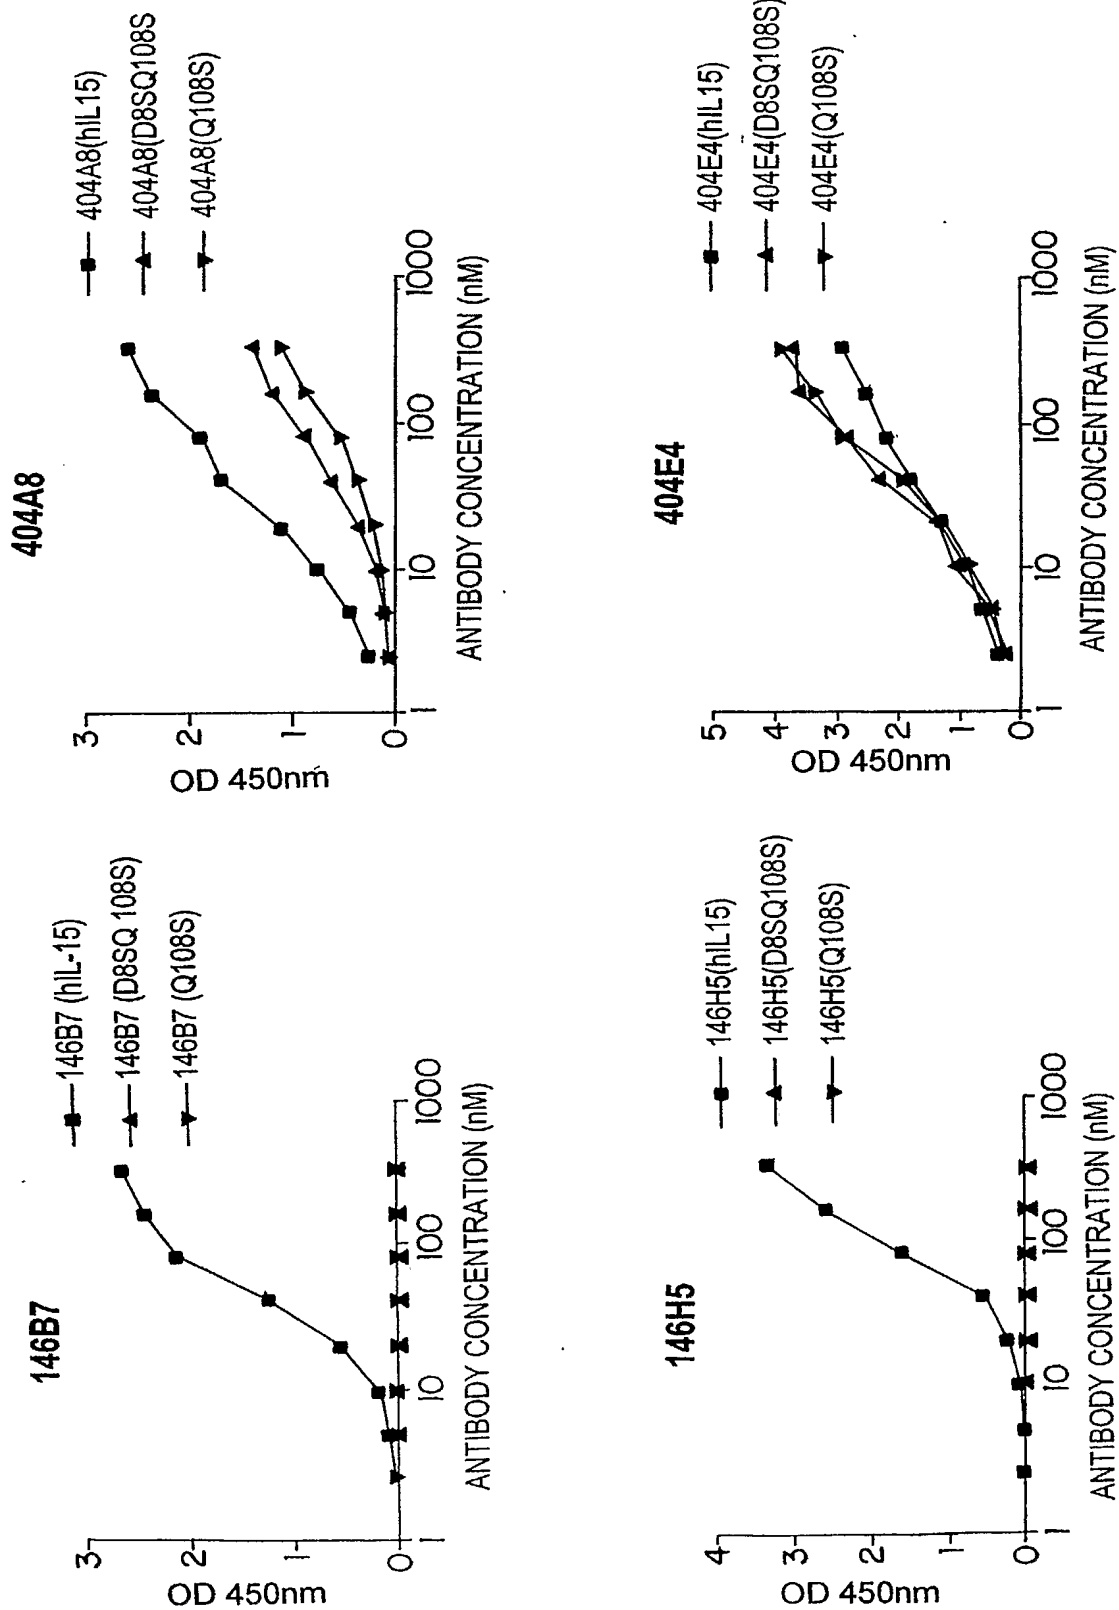 146B7
146B7 (hIL-15)
146B7 (D8SQ 108S)
146B7 (Q108S)
OD 450nm
3
2
1
0
1
10
100
1000
ANTIBODY CONCENTRATION (nM)
404A8
404A8(hIL15)
404A8(D8SQ108S
404A8(Q108S)
OD 450nm
3
2
1
0
1
10
100
1000
ANTIBODY CONCENTRATION (nM)
146H5
146H5(hIL15)
146H5(D8SQ108S)
146H5(Q108S)
OD 450nm
4
3
2
1
0
1
10
100
1000
ANTIBODY CONCENTRATION (nM)
404E4
404E4(hIL15)
404E4(D8SQ108S)
404E4(Q108S)
OD 450nm
5
4
3
2
1
0
1
10
100
1000
ANTIBODY CONCENTRATION (nM)